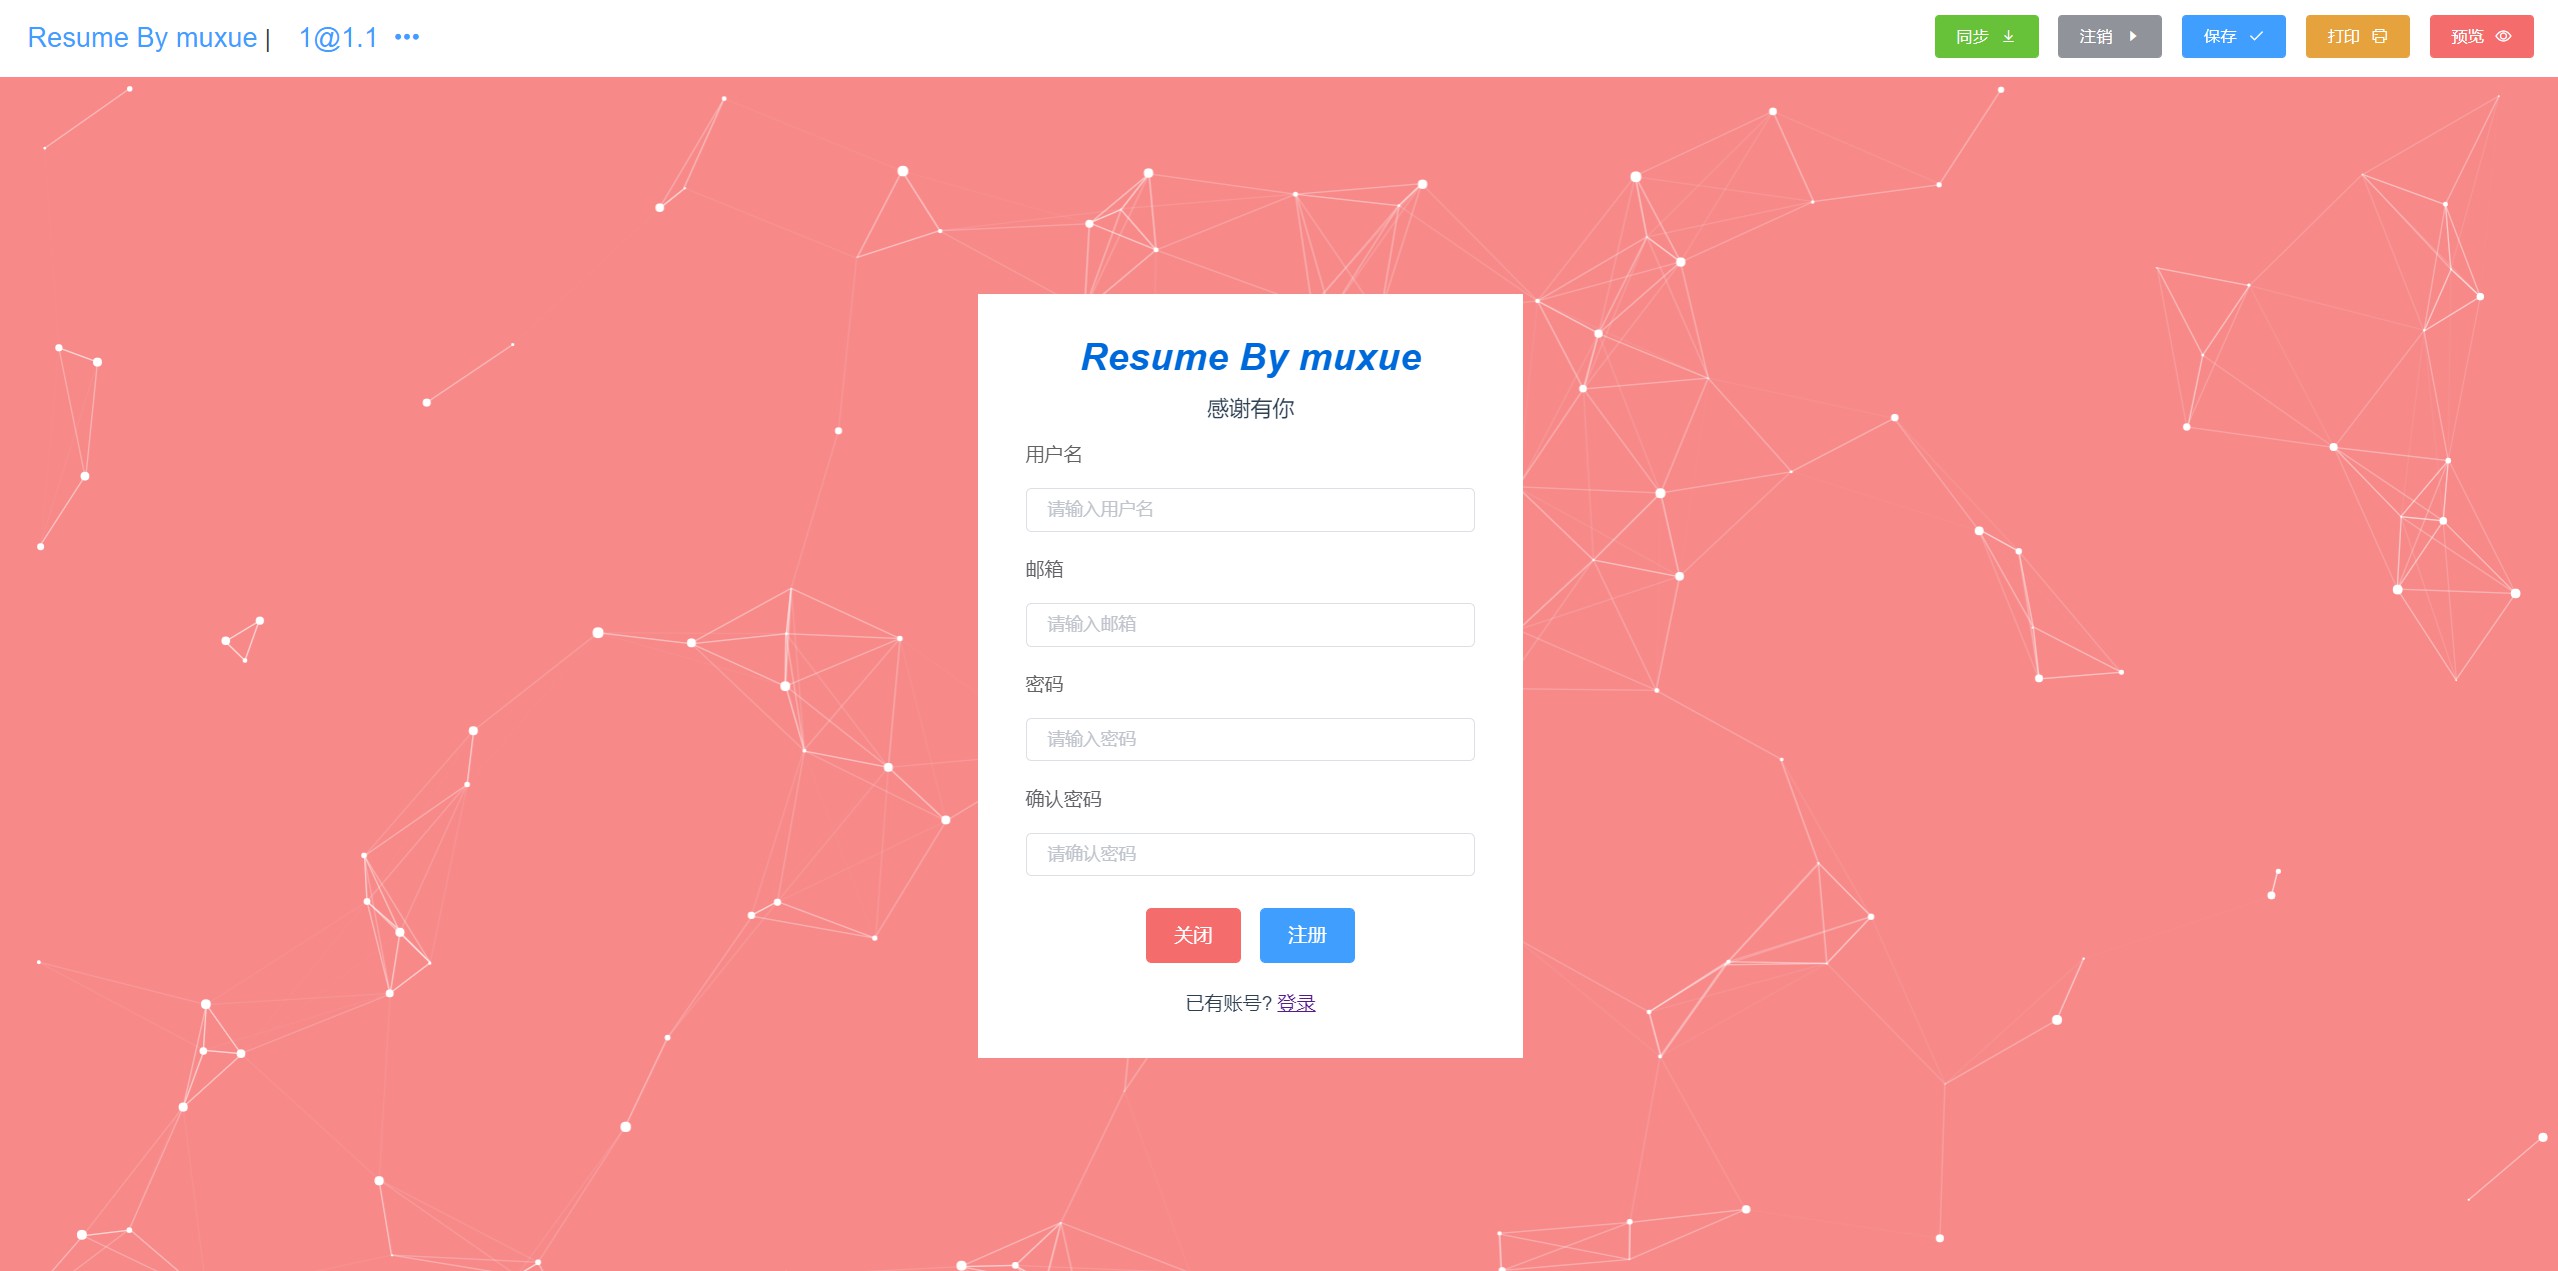 Resume By muxue | 1@1.1 •••
同步 注销 保存 打印 预览
Resume By muxue
感谢有你
用户名
请输入用户名
邮箱
请输入邮箱
密码
请输入密码
确认密码
请确认密码
关闭 注册
已有账号? 登录